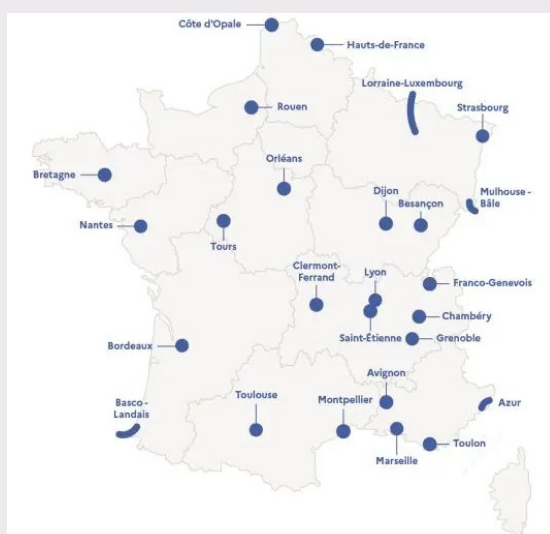 Côte d'Opale
Hauts-de-France
Lorraine-Luxembourg
Rouen
Strasbourg
Orléans
Bretagne
Dijon
Besançon
Mulhouse -
Bâle
Nantes
Tours
Clermont-
Ferrand
Lyon
Franco-Genevois
Chambéry
Saint-Étienne
Grenoble
Bordeaux
Avignon
Basco -
Landais
Toulouse
Montpellier
Azur
Toulon
Marseille